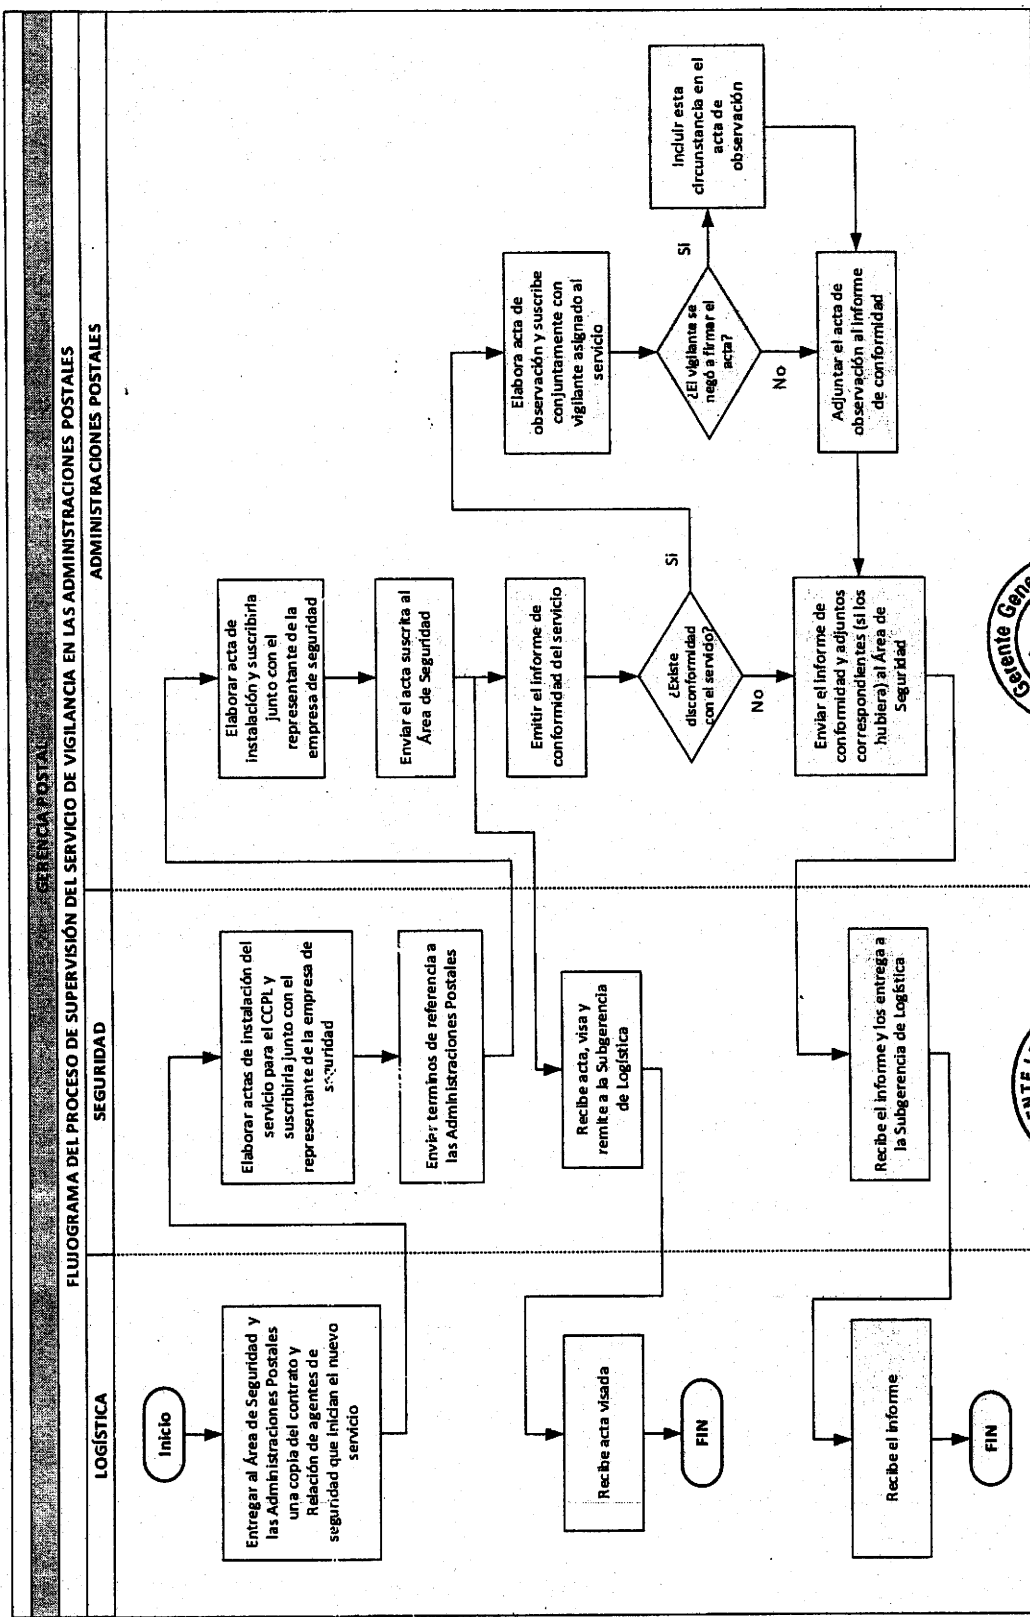 GERENCIA POSTAL
FLUJOGRAMA DEL PROCESO DE SUPERVISIÓN DEL SERVICIO DE VIGILANCIA EN LAS ADMINISTRACIONES POSTALES
LOGÍSTICA
SEGURIDAD
ADMINISTRACIONES POSTALES
Inicio
Entregar al Área de Seguridad y
las Administraciones Postales
una copia del contrato y
Relación de agentes de
seguridad que inician el nuevo
servicio
Elaborar actas de instalación del
servicio para el CCPL y
suscribirla junto con el
representante de la empresa de
seguridad
Enviar terminos de referencia a
las Administraciones Postales
Elaborar acta de
instalación y suscribirla
junto con el
representante de la
empresa de seguridad
Enviar el acta suscrita al
Área de Seguridad
Recibe acta, visa y
remite a la Subgerencia
de Logística
Recibe acta visada
FIN
Emitir el informe de
conformidad del servicio
¿Existe
disconformidad
con el servido?
Si
No
Elabora acta de
observación y suscribe
conjuntamente con
vigilante asignado al
servicio
¿El vigilante se
negó a firmar el
acta?
Si
No
Incluir esta
circunstancia en el
acta de
observación
Adjuntar el acta de
observación al informe
de conformidad
Enviar el informe de
conformidad y adjuntos
correspondientes (si los
hubiera) al Área de
Seguridad
Recibe el informe y los entrega a
la Subgerencia de Logística
Recibe el informe
FIN
Gerente Gene